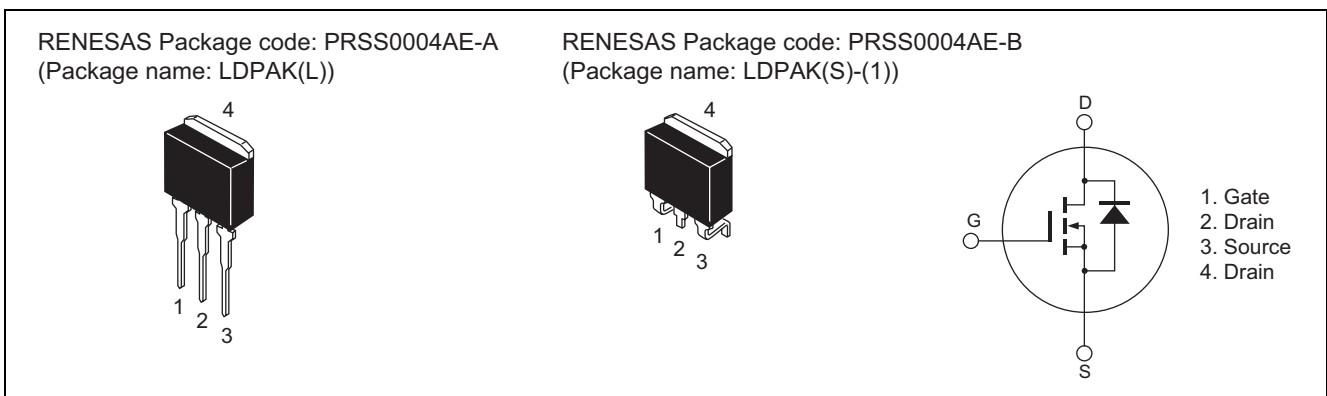 RENESAS Package code: PRSS0004AE-A
(Package name: LDPAK(L))
4
1
2
3
RENESAS Package code: PRSS0004AE-B
(Package name: LDPAK(S)-(1))
4
1
2
3
D
G
S
1. Gate
2. Drain
3. Source
4. Drain